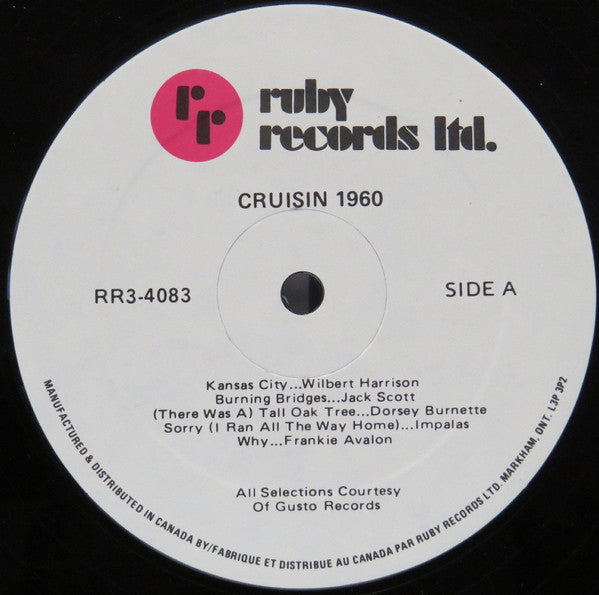 rr
ruby
records ltd.
CRUISIN 1960
RR3-4083
SIDE A
Kansas City...Wilbert Harrison
Burning Bridges...Jack Scott
(There Was A) Tall Oak Tree...Dorsey Burnette
Sorry (I Ran All The Way Home)...Impalas
Why...Frankie Avalon
All Selections Courtesy
Of Gusto Records
MANUFACTURED & DISTRIBUTED IN CANADA BY/FABRIQUE ET DISTRIBUE AU CANADA PAR RUBY RECORDS LTD. MARKHAM, ONT. L3P 3P2